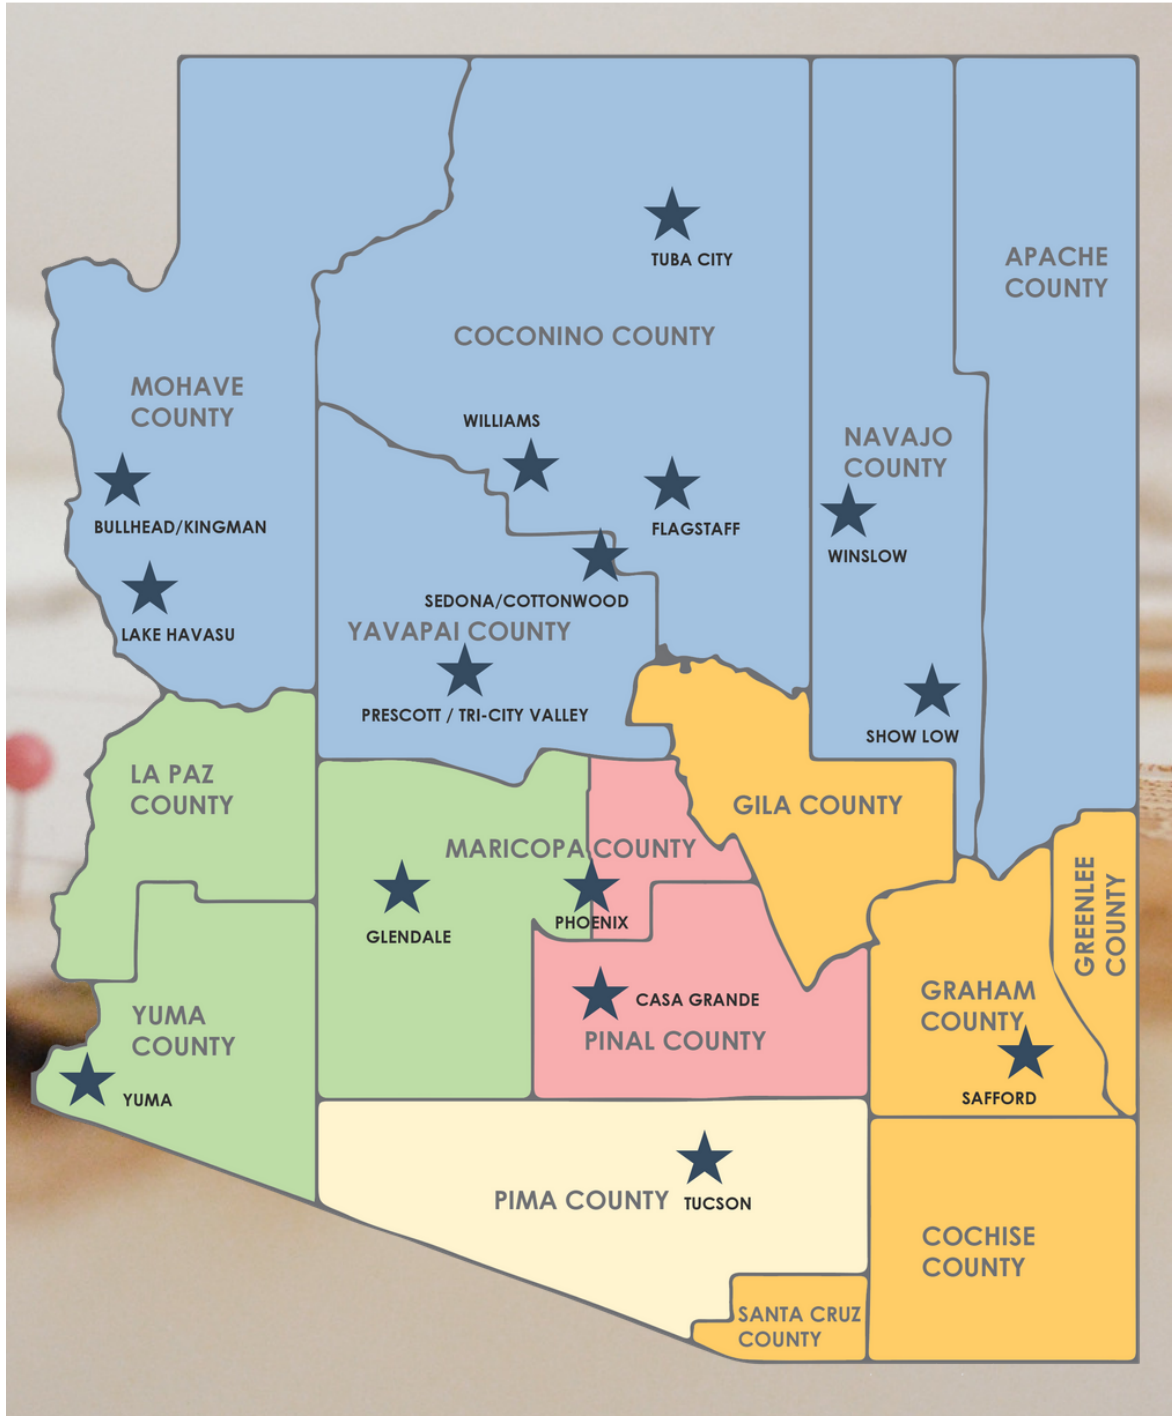 TUBA CITY
APACHE
COUNTY
COCONINO COUNTY
MOHAVE
COUNTY
WILLIAMS
NAVAJO
COUNTY
BULLHEAD/KINGMAN
FLAGSTAFF
WINSLOW
SEDONA/COTTONWOOD
LAKE HAVASU
YAVAPAI COUNTY
PRESCOTT / TRI-CITY VALLEY
SHOW LOW
LA PAZ
COUNTY
GILA COUNTY
MARICOPA COUNTY
GREENLEE
COUNTY
GLENDALE
PHOENIX
CASA GRANDE
GRAHAM
COUNTY
YUMA
COUNTY
PINAL COUNTY
YUMA
SAFFORD
PIMA COUNTY
TUCSON
COCHISE
COUNTY
SANTA CRUZ
COUNTY